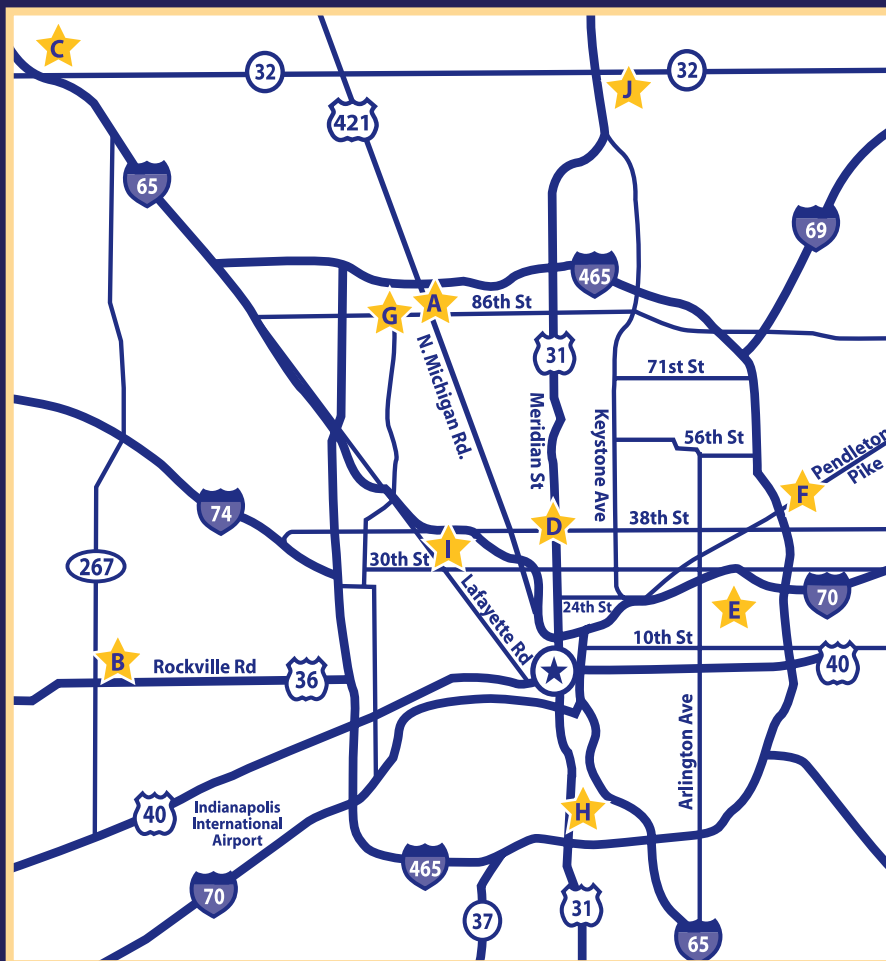 C
32
32
J
421
65
69
465
A
86th St
G
N. Michigan Rd.
31
71st St
Meridian St
Keystone Ave
56th St
Pendleton
Pike
F
74
D
38th St
I
30th St
267
70
24th St.
E
Lafayette Rd
10th St
B
Rockville Rd
36
40
Arlington Ave
40
Indianapolis
International
Airport
H
465
70
37
31
65